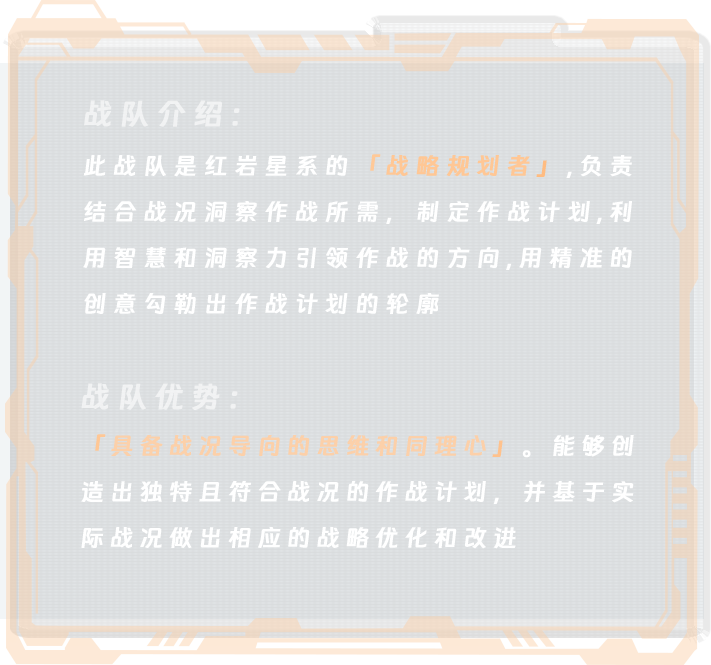 战队介绍：
此战队是红岩星系的「战略规划者」,负责
结合战况洞察作战所需，制定作战计划,利
用智慧和洞察力引领作战的方向,用精准的
创意勾勒出作战计划的轮廓
战队优势：
「具备战况导向的思维和同理心」。能够创
造出独特且符合战况的作战计划，并基于实
际战况做出相应的战略优化和改进